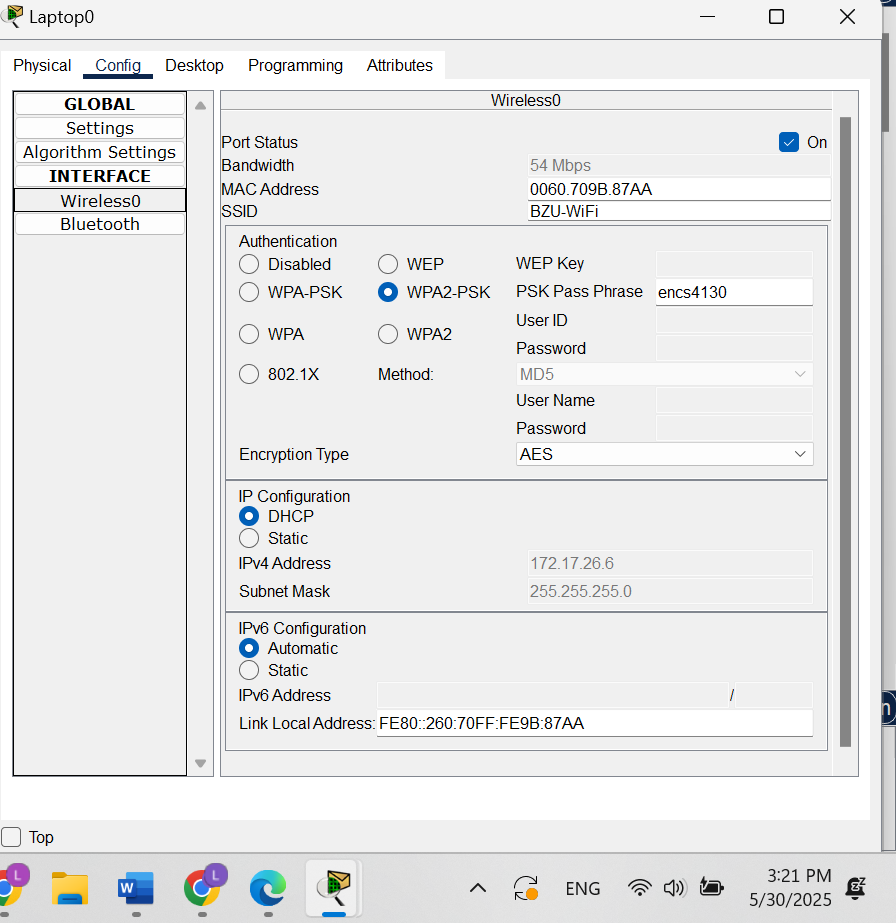 Laptop0
Physical Config Desktop Programming Attributes
GLOBAL
Settings
Algorithm Settings
INTERFACE
Wireless0
Bluetooth
Wireless0
Port Status On
Bandwidth 54 Mbps
MAC Address 0060.709B.87AA
SSID BZU-WiFi
Authentication
Disabled WEP WEP Key
WPA-PSK WPA2-PSK PSK Pass Phrase encs4130
User ID
WPA WPA2
Password
802.1X Method: MD5
User Name
Password
Encryption Type AES
IP Configuration
DHCP
Static
IPv4 Address 172.17.26.6
Subnet Mask 255.255.255.0
IPv6 Configuration
Automatic
Static
IPv6 Address /
Link Local Address: FE80::260:70FF:FE9B:87AA
Top
L W L ENG 3:21 PM
5/30/2025